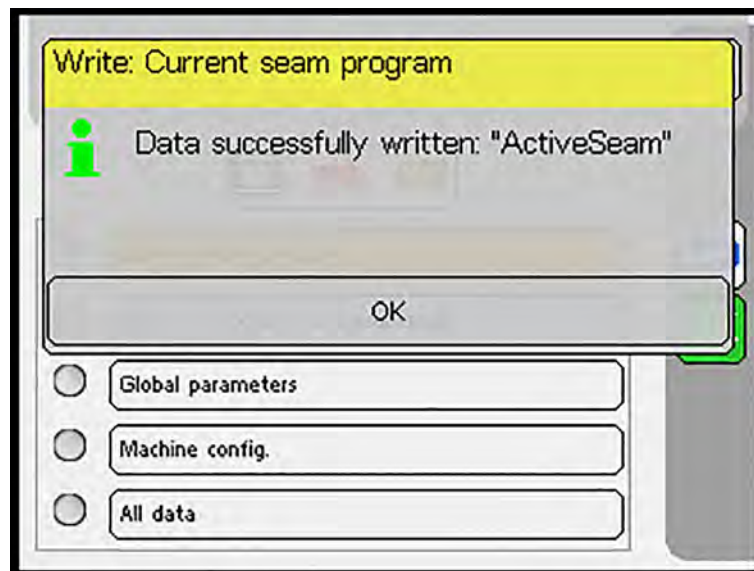 Write: Current seam program
Data successfully written: "ActiveSeam"
OK
Global parameters
Machine config.
All data